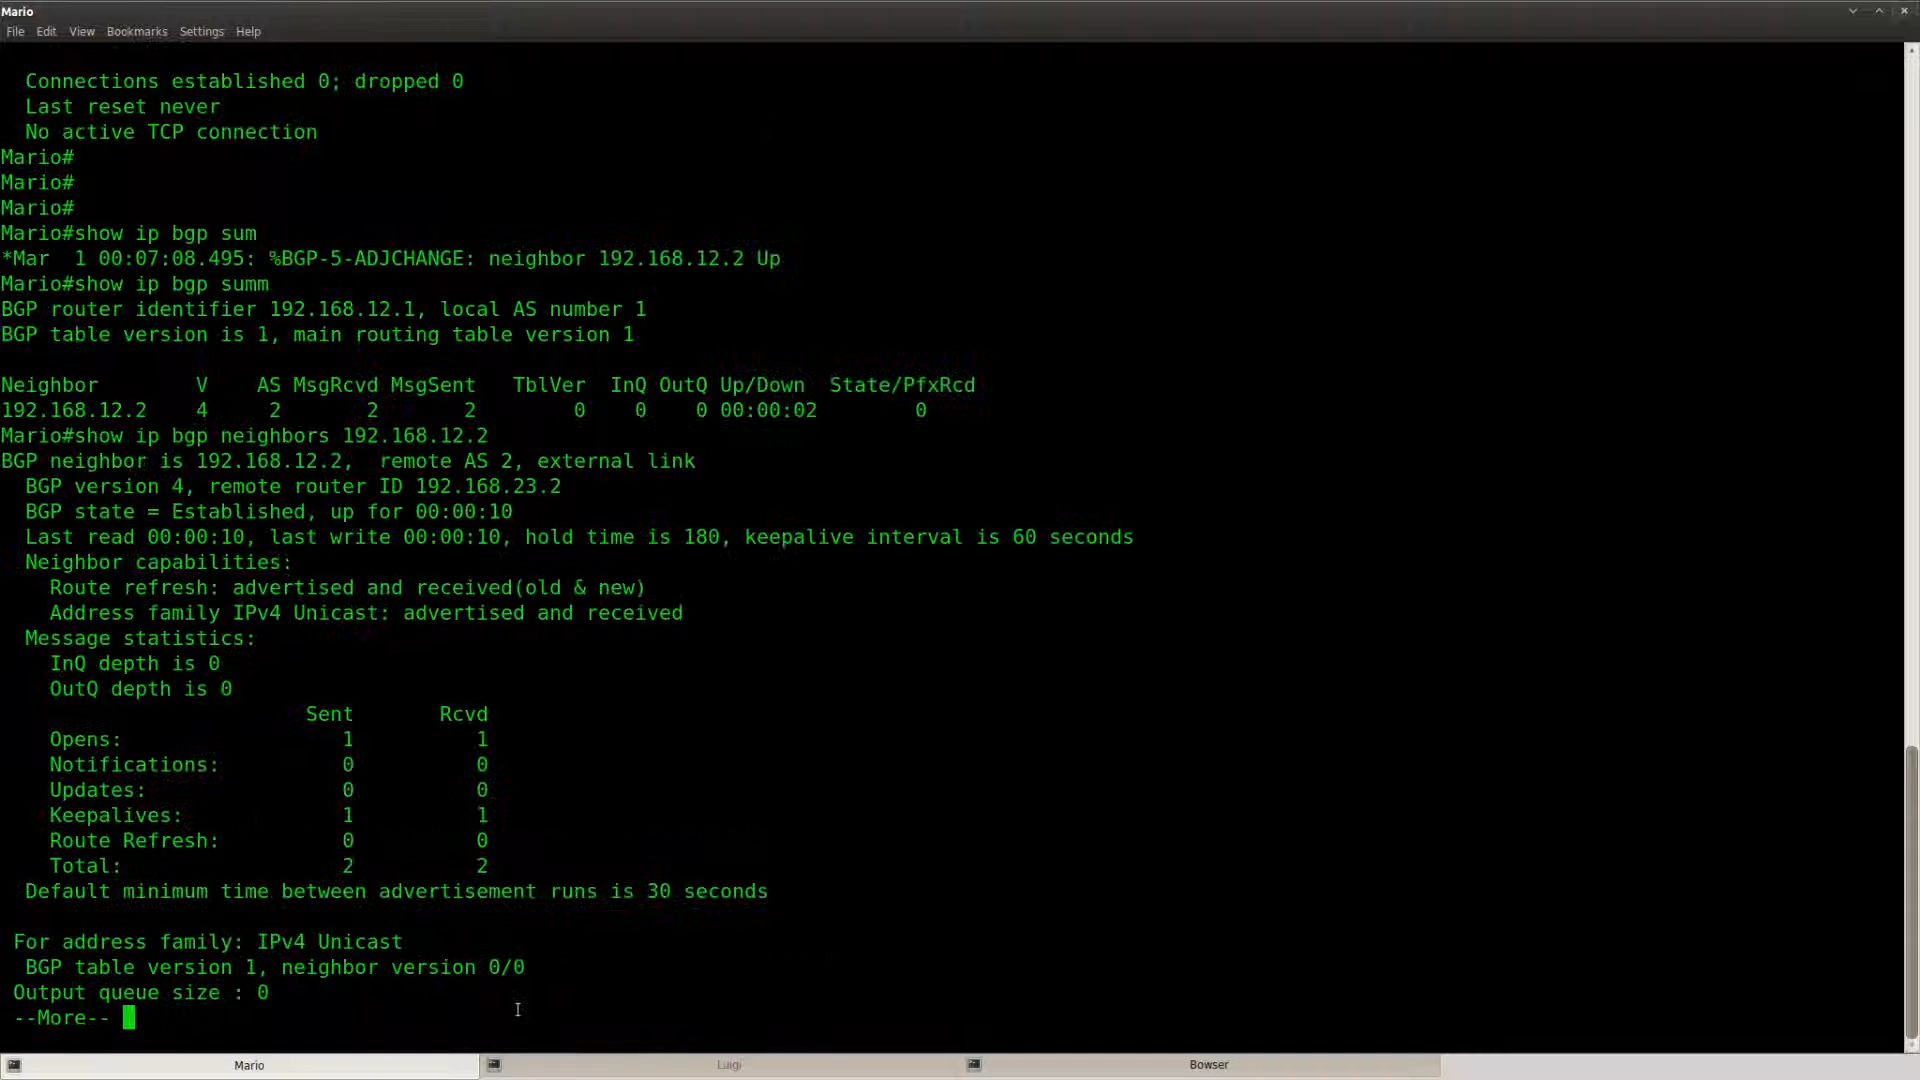 Mario
File Edit View Bookmarks Settings Help
Connections established 0; dropped 0
Last reset never
No active TCP connection
Mario#
Mario#
Mario#
Mario#show ip bgp sum
*Mar  1 00:07:08.495: %BGP-5-ADJCHANGE: neighbor 192.168.12.2 Up
Mario#show ip bgp summ
BGP router identifier 192.168.12.1, local AS number 1
BGP table version is 1, main routing table version 1
Neighbor        V    AS MsgRcvd MsgSent   TblVer  InQ OutQ Up/Down  State/PfxRcd
192.168.12.2    4     2       2       2        0    0    0 00:00:02        0
Mario#show ip bgp neighbors 192.168.12.2
BGP neighbor is 192.168.12.2,  remote AS 2, external link
BGP version 4, remote router ID 192.168.23.2
BGP state = Established, up for 00:00:10
Last read 00:00:10, last write 00:00:10, hold time is 180, keepalive interval is 60 seconds
Neighbor capabilities:
Route refresh: advertised and received(old & new)
Address family IPv4 Unicast: advertised and received
Message statistics:
InQ depth is 0
OutQ depth is 0
Sent       Rcvd
Opens:                  1          1
Notifications:          0          0
Updates:                0          0
Keepalives:             1          1
Route Refresh:          0          0
Total:                  2          2
Default minimum time between advertisement runs is 30 seconds
For address family: IPv4 Unicast
BGP table version 1, neighbor version 0/0
Output queue size : 0
--More--
Mario Luigi Bowser